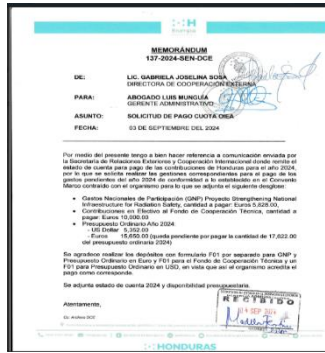 MEMORÁNDUM
137-2024-SEN-DCE
DE: LIC. GABRIELA JOSELINA SOSA
DIRECTORA DE COOPERACIÓN EXTERNA
PARA: ABOGADO LUIS MUNGUÍA
GERENTE ADMINISTRATIVO
ASUNTO: SOLICITUD DE PAGO CUOTA OIEA
FECHA: 03 DE SEPTIEMBRE DEL 2024
Por medio del presente tengo a bien hacer referencia a comunicación enviada por
la Secretaría de Relaciones Exteriores y Cooperación Internacional donde remite el
estado de cuenta para pago de las contribuciones de Honduras para el año 2024,
por lo que se solicita realizar las gestiones correspondientes para el pago de los
gastos pendientes del año 2024 de conformidad a lo establecido en el Convenio
Marco contraído con el organismo para lo que se adjunta el siguiente desglose:
• Gastos Nacionales de Participación (GNP) Proyecto Strengthening National
Infrastructure for Radiation Safety, cantidad a pagar: Euros 5,828.00,
• Contribuciones en Efectivo al Fondo de Cooperación Técnica, cantidad a
pagar: Euros 10,000.00
• Presupuesto Ordinario Año 2024:
- US Dollar 5,352.00
- Euros 15,650.00 (queda pendiente por pagar la cantidad de 17,622.00
del presupuesto ordinario 2024)
Se agradece realizar los depósitos con formulario F01 por separado para GNP y
Presupuesto Ordinario en Euro y F01 para el Fondo de Cooperación Técnica y un
F01 para Presupuesto Ordinario en USD, en vista que así el organismo acredita el
pago como corresponde.
Se adjunta estado de cuenta 2024 y disponibilidad presupuestaria.
Atentamente,
RECIBIDO
04 SEP 2024
Cc: Archivo DCE
HONDURAS